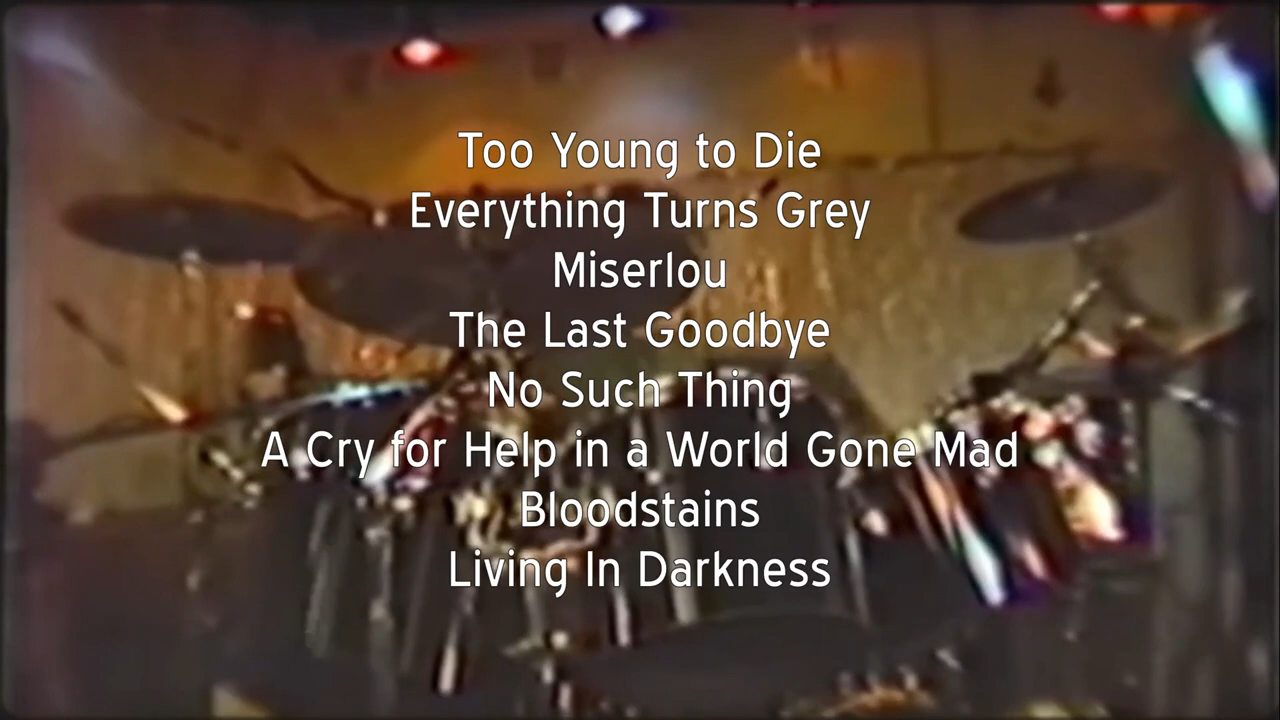 Too Young to Die
Everything Turns Grey
Miserlou
The Last Goodbye
No Such Thing
A Cry for Help in a World Gone Mad
Bloodstains
Living In Darkness